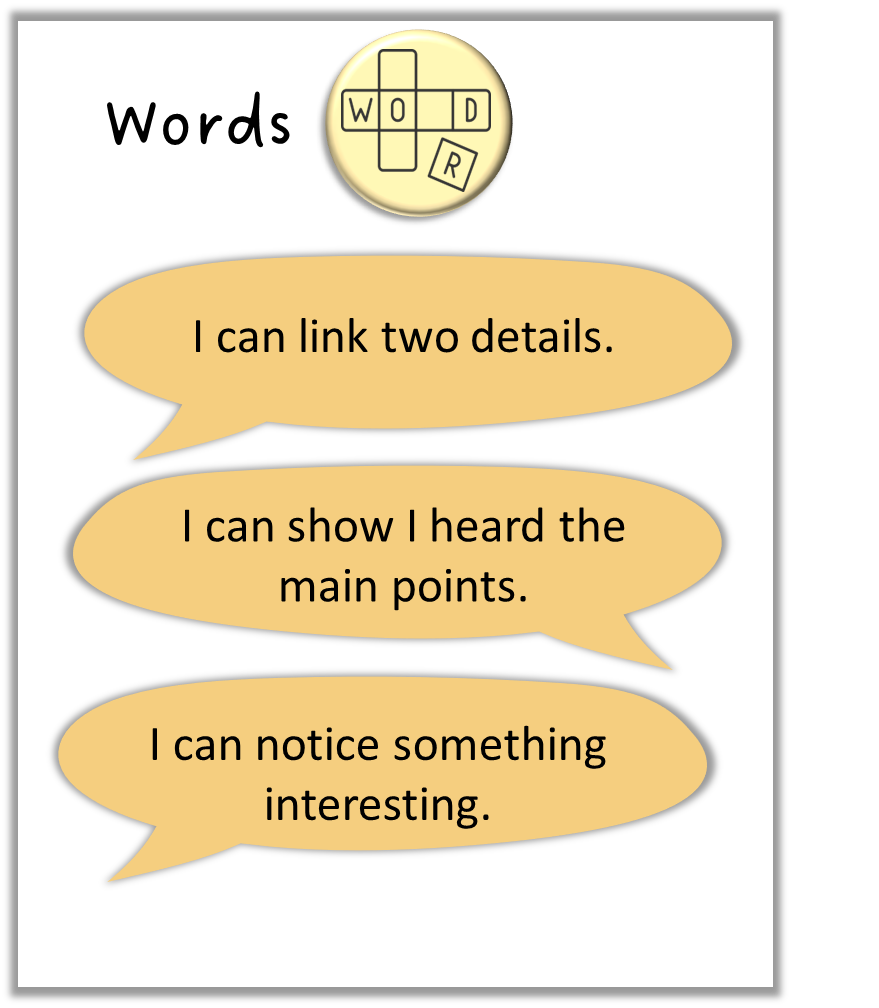 Words
W O D
R
I can link two details.
I can show I heard the
main points.
I can notice something
interesting.